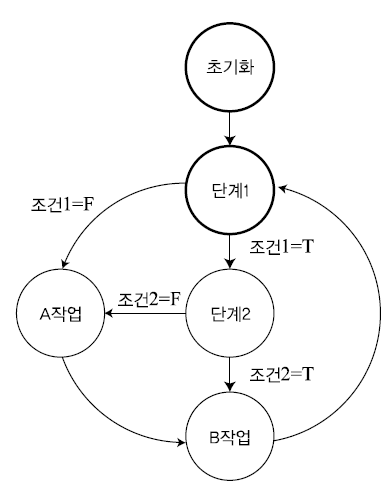 초기화
단계1
조건1=F
조건1=T
A작업
조건2=F
단계2
조건2=T
B작업